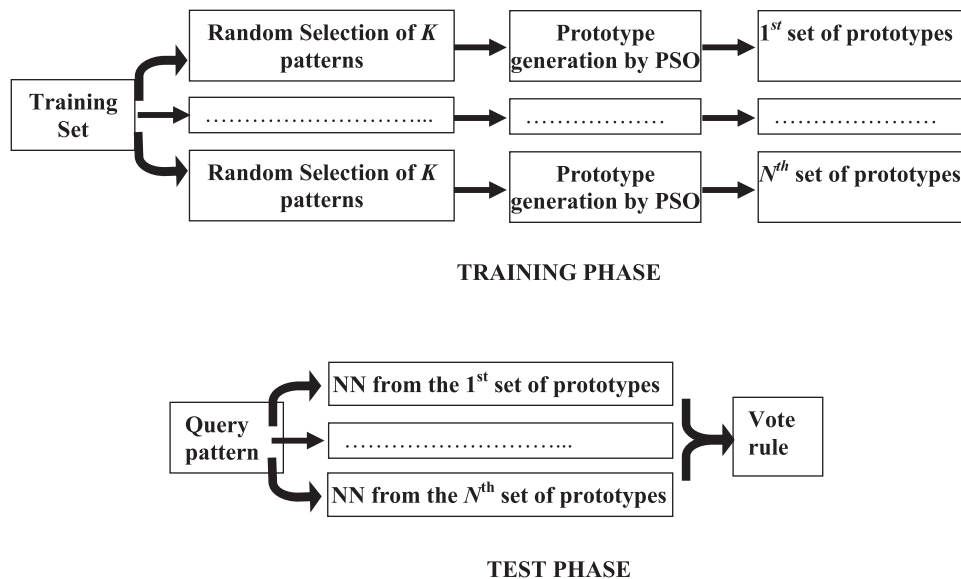 Training
Set
Random Selection of K
patterns
Prototype
generation by PSO
1st set of prototypes
………………………...
………………
…………………
Random Selection of K
patterns
Prototype
generation by PSO
Nth set of prototypes
TRAINING PHASE
Query
pattern
NN from the 1st set of prototypes
………………………...
NN from the Nth set of prototypes
Vote
rule
TEST PHASE